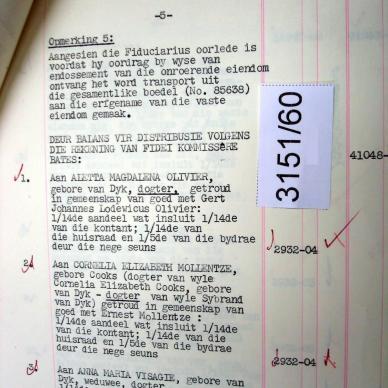 -5-
Opmerking 5:
Aangesien die Fiduciarius oorlede is
voordat hy oordrag by wyse van
endossement van die onroerende eiendom
ontvang het word transport uit
die gesamentlike boedel (No. 85638)
aan die erfgename van die vaste
eiendom gemaak.
DEUR BALANS VIR DISTRIBUSIE VOLGENS
DIE REKENING VAN FIDEI KOMMISSERE
BATES:
41048-
3151/60
1. Aan ALETTA MAGDALENA OLIVIER,
gebore van Dyk, dogter, getroud
in gemeenskap van goed met Gert
Johannes Lodewicus Olivier:
1/14de aandeel wat insluit 1/14de
van die kontant; 1/14de van
die huisraad en 1/5de van die bydrae
deur die nege seuns
2932-04
2. Aan CORNELIA ELIZABETH MOLLENTZE,
gebore Cooks (dogter van wyle
Cornelia Elizabeth Cooks, gebore
van Dyk - dogter van wyle Sybrand
van Dyk) getroud in gemeenskap van
goed met Ernest Mollentze :
1/14de aandeel wat insluit 1/14de
van die kontant; 1/14de van die
huisraad en 1/5de van die bydrae
deur die nege seuns
2932-04
3. Aan ANNA MARIA VISAGIE, gebore van
Dyk, weduwee, dogter